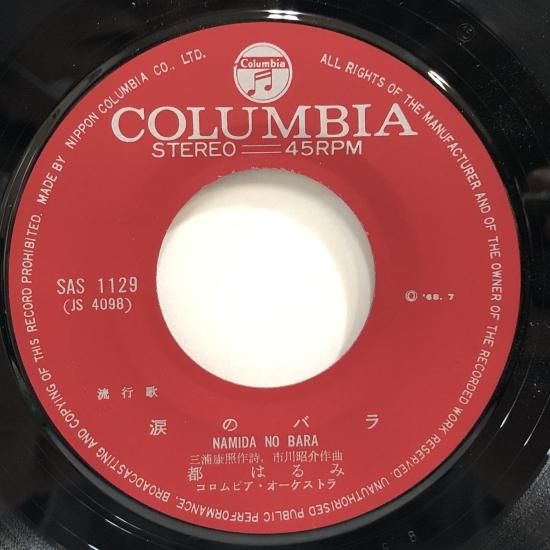 MADE BY NIPPON COLUMBIA CO., LTD.
ALL RIGHTS OF THE MANUFACTURER AND OF THE OWNER OF THE RECORDED WORK RESERVED. UNAUTHORISED PUBLIC PERFORMANCE, BROADCASTING AND COPYING OF THIS RECORD PROHIBITED.
Columbia
COLUMBIA
STEREO 45RPM
SAS 1129
(JS 4098)
© '68. 7
流行歌
涙のバラ
NAMIDA NO BARA
三浦康照作詩, 市川昭介作曲
都はるみ
コロムビア・オーケストラ